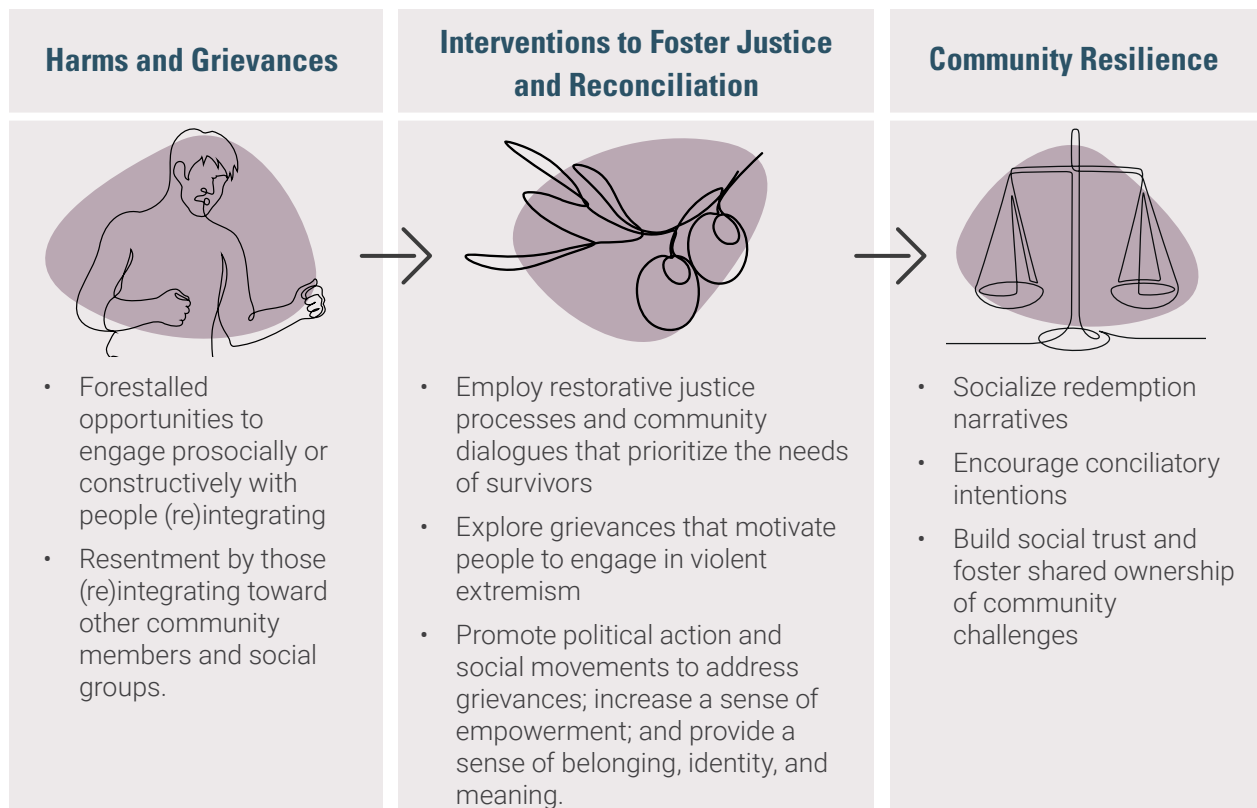 Harms and Grievances
Interventions to Foster Justice
and Reconciliation
Community Resilience
• Forestalled
opportunities to
engage prosocially or
constructively with
people (re)integrating
• Resentment by those
(re)integrating toward
other community
members and social
groups.
• Employ restorative justice
processes and community
dialogues that prioritize the needs
of survivors
• Explore grievances that motivate
people to engage in violent
extremism
• Promote political action and
social movements to address
grievances; increase a sense of
empowerment; and provide a
sense of belonging, identity, and
meaning.
• Socialize redemption
narratives
• Encourage conciliatory
intentions
• Build social trust and
foster shared ownership
of community
challenges